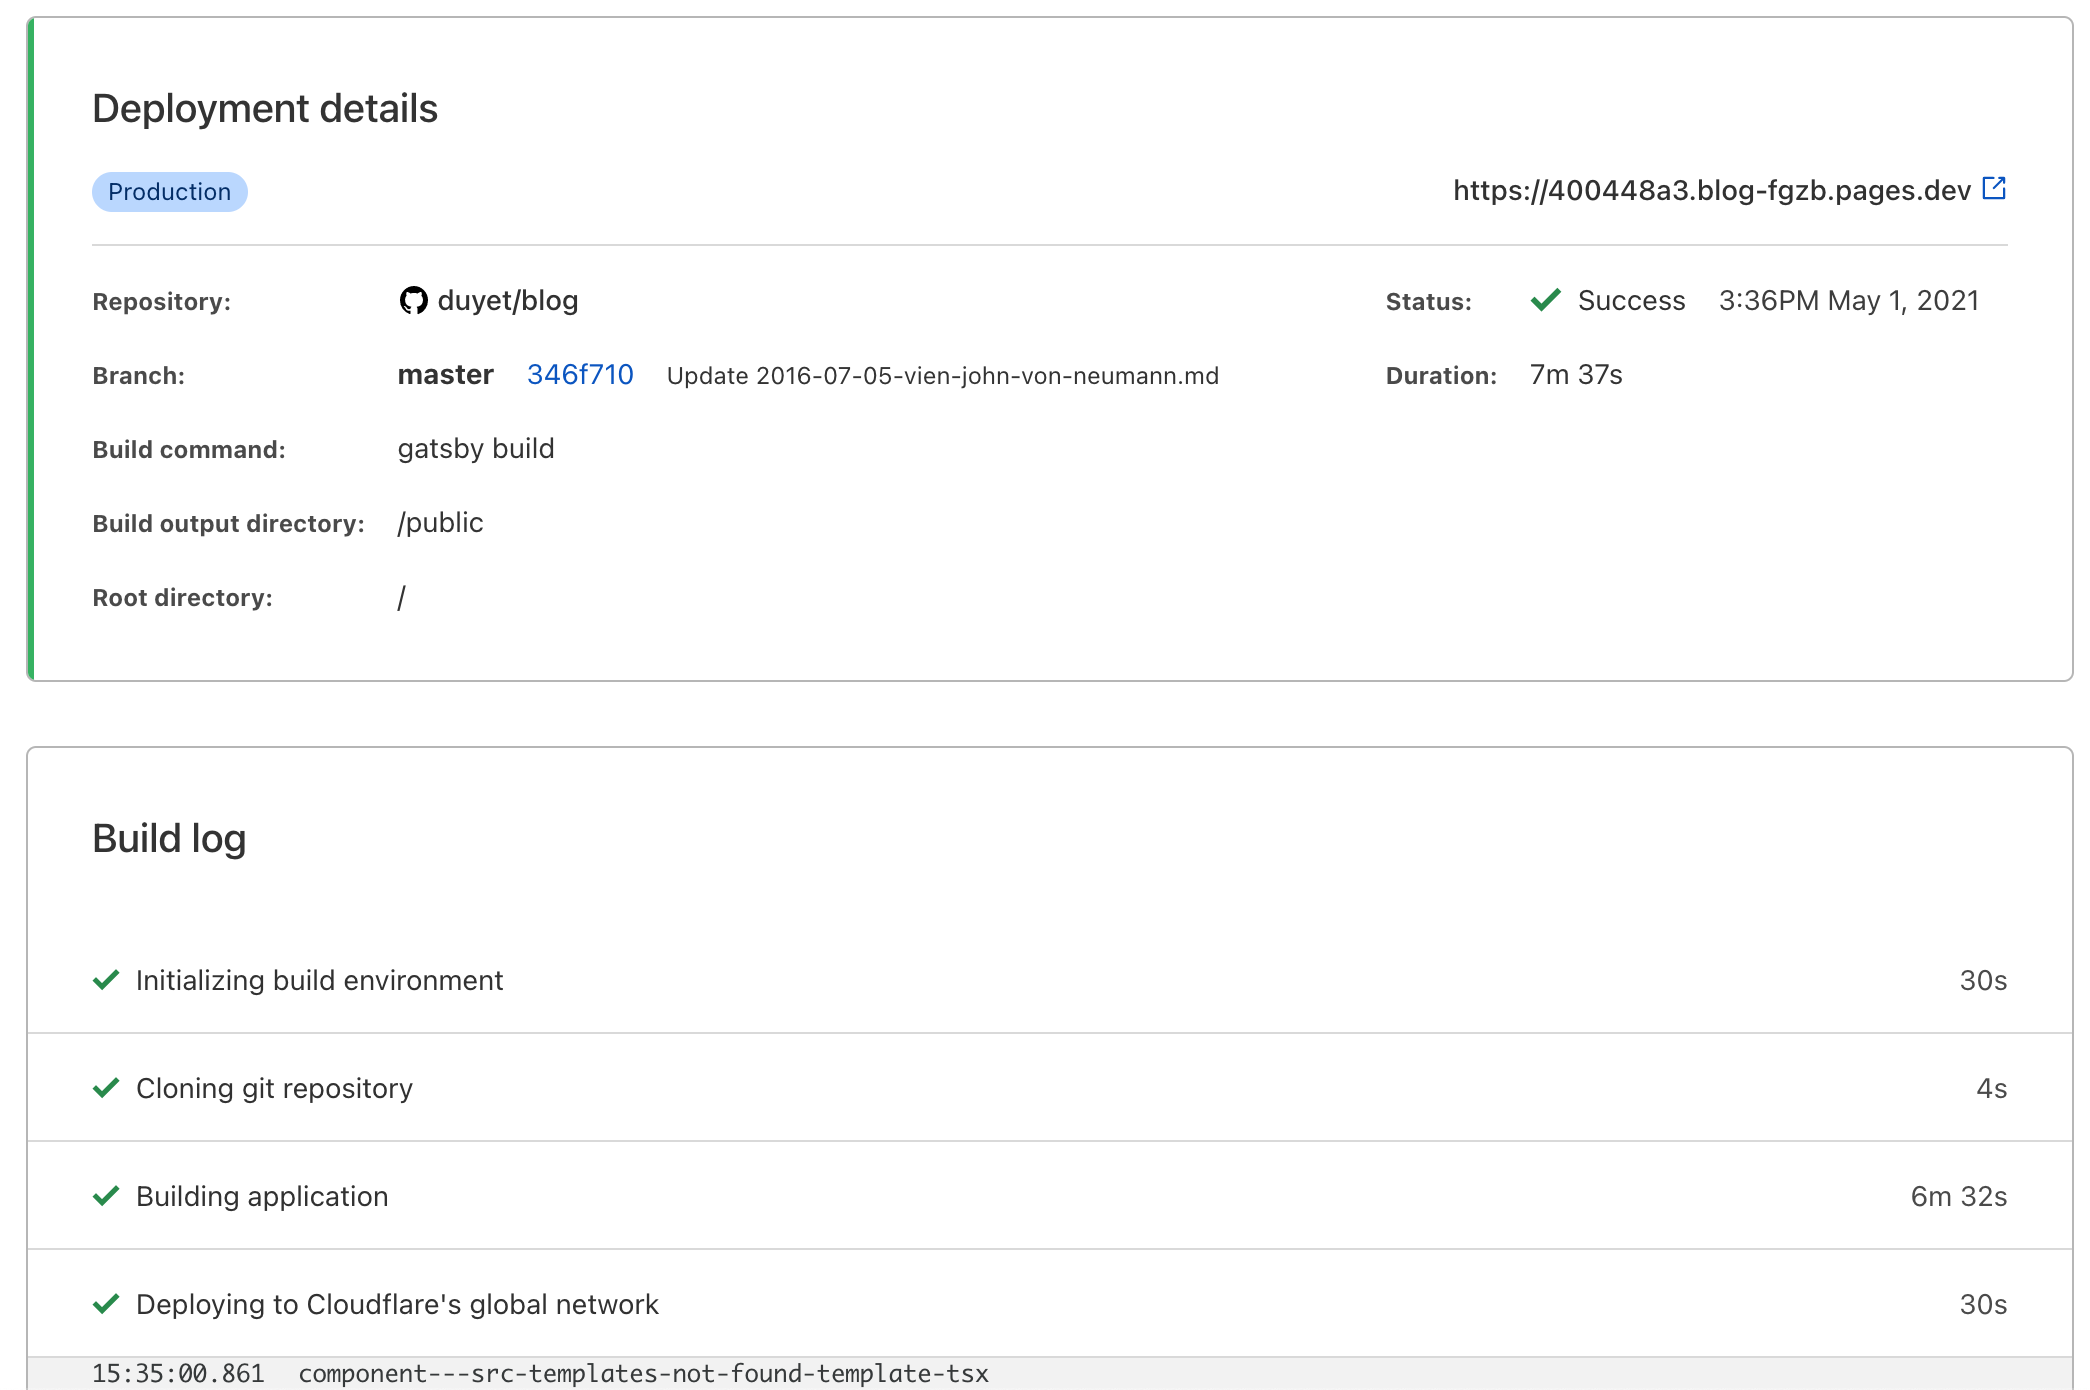 Deployment details
Production
https://400448a3.blog-fgzb.pages.dev
Repository: duyet/blog Status: Success 3:36PM May 1, 2021
Branch: master 346f710 Update 2016-07-05-vien-john-von-neumann.md Duration: 7m 37s
Build command: gatsby build
Build output directory: /public
Root directory: /
Build log
Initializing build environment 30s
Cloning git repository 4s
Building application 6m 32s
Deploying to Cloudflare's global network 30s
15:35:00.861 component---src-templates-not-found-template-tsx